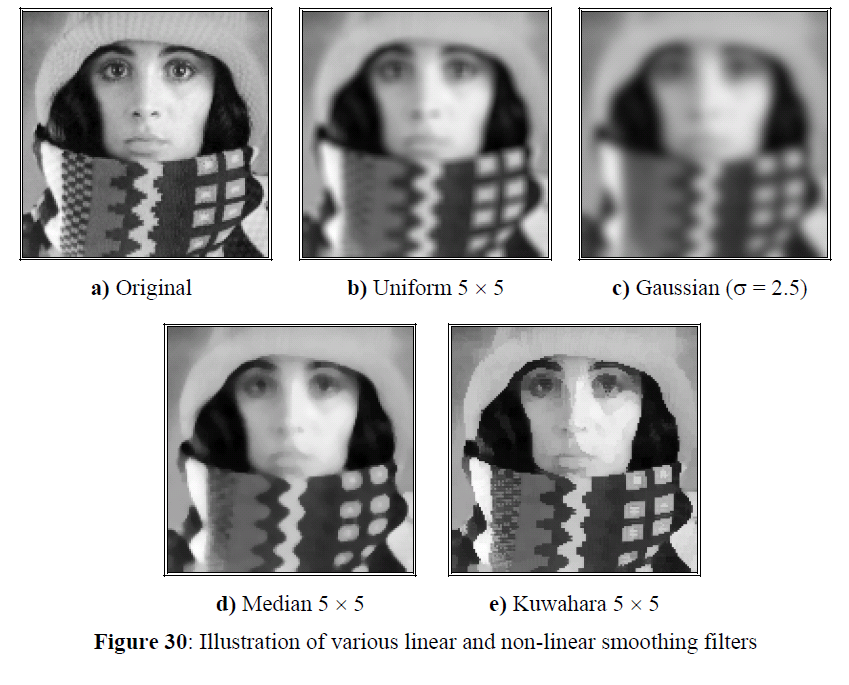 a) Original
b) Uniform 5 × 5
c) Gaussian (σ = 2.5)
d) Median 5 × 5
e) Kuwahara 5 × 5
Figure 30: Illustration of various linear and non-linear smoothing filters